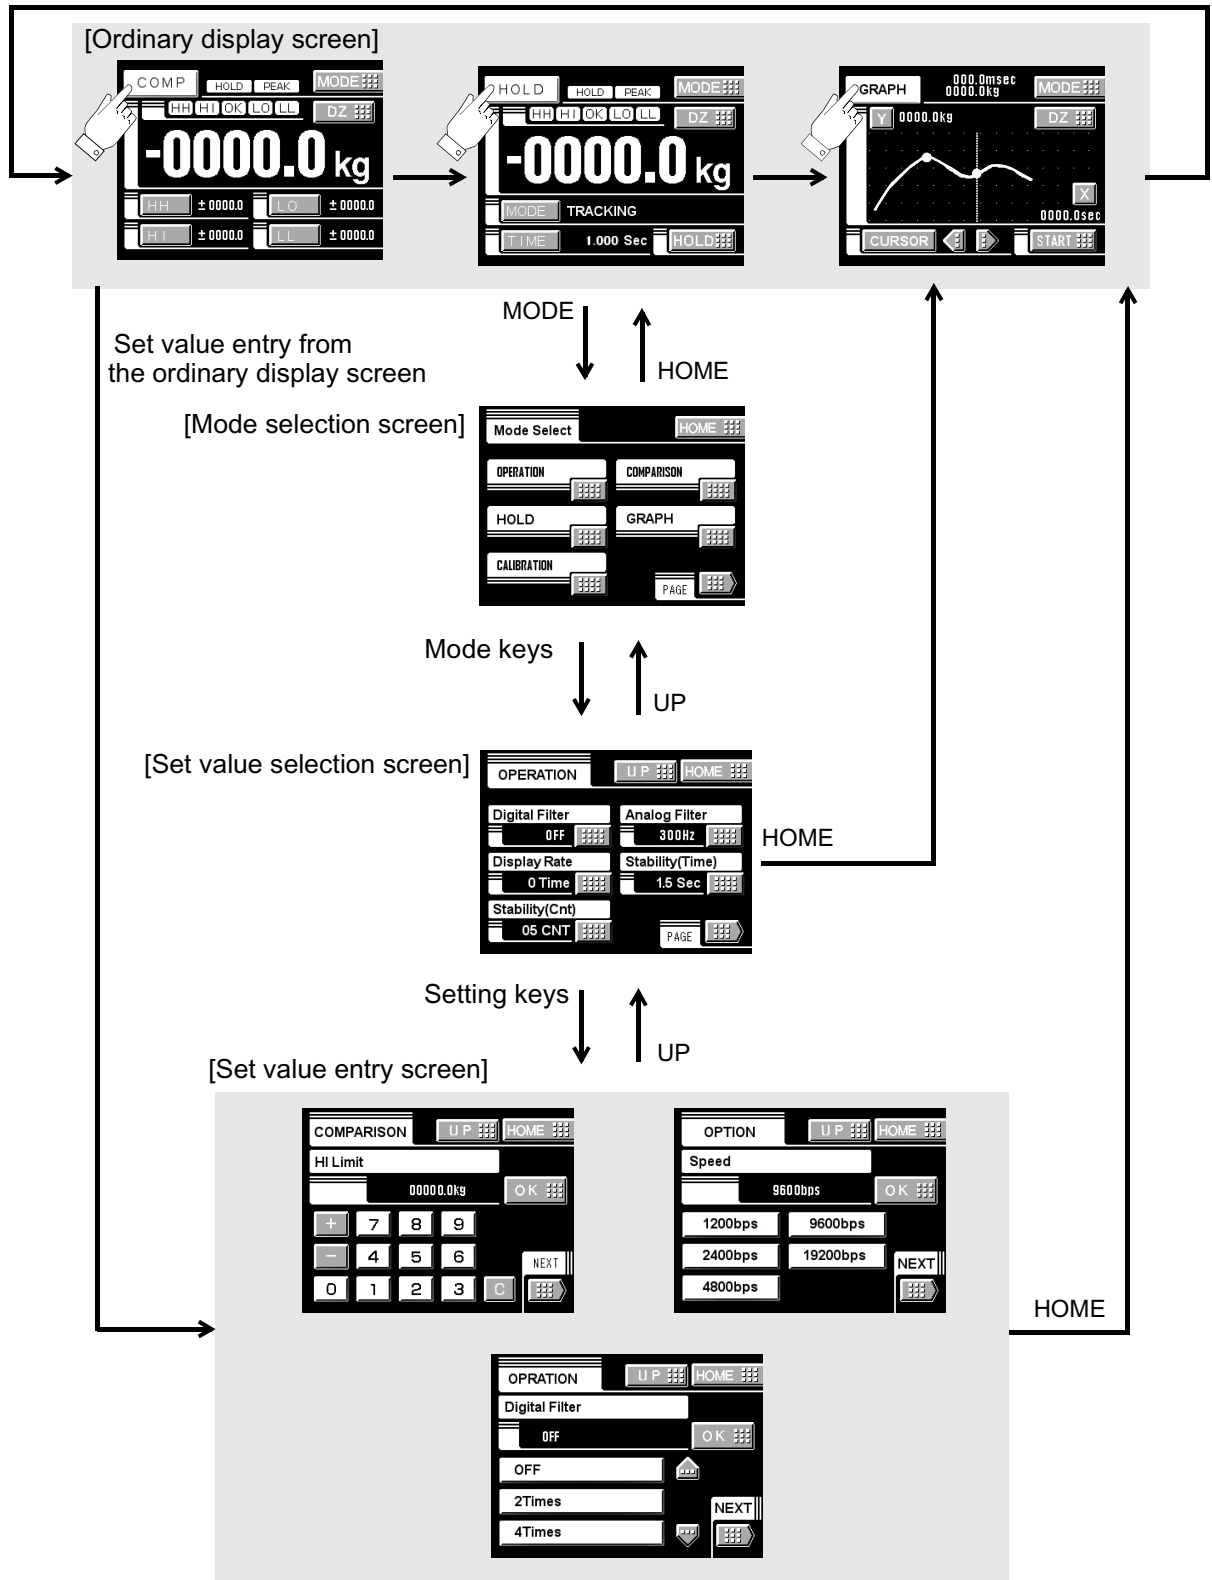 [Ordinary display screen]
COMP HOLD PEAK MODE
HH HI OK LO LL DZ
-0000.0 kg
HH ± 0000.0 LO ± 0000.0
HI ± 0000.0 LL ± 0000.0
HOLD HOLD PEAK MODE
HH HI OK LO LL DZ
-0000.0 kg
MODE TRACKING
TIME 1.000 Sec HOLD
GRAPH 000.0msec MODE
0000.0kg
Y 0000.0kg DZ
X
0000.0sec
CURSOR START
MODE
HOME
Set value entry from
the ordinary display screen
[Mode selection screen]
Mode Select HOME
OPERATION COMPARISON
HOLD GRAPH
CALIBRATION
PAGE
Mode keys
UP
[Set value selection screen]
OPERATION UP HOME
Digital Filter Analog Filter
OFF 300Hz
Display Rate Stability(Time)
0 Time 1.5 Sec
Stability(Cnt)
05 CNT
PAGE
HOME
Setting keys
UP
[Set value entry screen]
COMPARISON UP HOME
HI Limit
00000.0kg OK
+ 7 8 9
- 4 5 6 NEXT
0 1 2 3 C
OPTION UP HOME
Speed
9600bps OK
1200bps 9600bps
2400bps 19200bps NEXT
4800bps
HOME
OPRATION UP HOME
Digital Filter
OFF OK
OFF
2Times NEXT
4Times